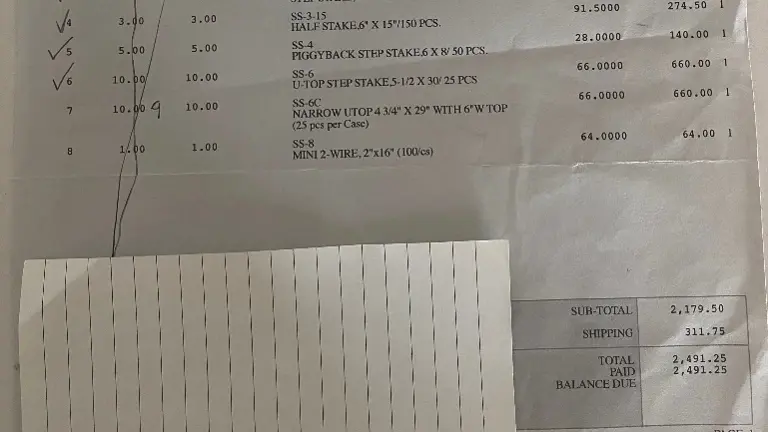 ✓4 3.00 3.00 SS-3-15 91.5000 274.50 1
HALF STAKE,6" X 15"/150 PCS.
✓5 5.00 5.00 SS-4 28.0000 140.00 1
PIGGYBACK STEP STAKE,6 X 8/ 50 PCS.
✓6 10.00 10.00 SS-6 66.0000 660.00 1
U-TOP STEP STAKE,5-1/2 X 30/ 25 PCS
7 10.00 9 10.00 SS-6C 66.0000 660.00 1
NARROW UTOP 4 3/4" X 29" WITH 6"W TOP
(25 pcs per Case)
8 1.00 1.00 SS-8 64.0000 64.00 1
MINI 2-WIRE, 2"x16" (100/cs)
SUB-TOTAL 2,179.50
SHIPPING 311.75
TOTAL 2,491.25
PAID 2,491.25
BALANCE DUE